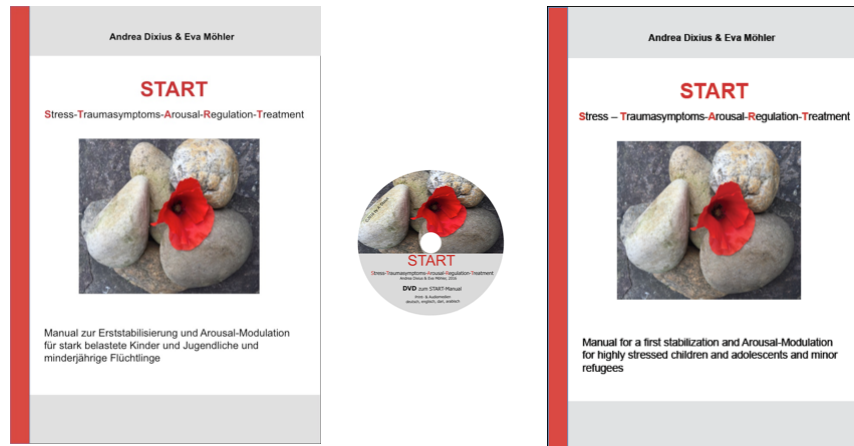 Andrea Dixius & Eva Möhler
START
Stress-Traumasymptoms-Arousal-Regulation-Treatment
Manual zur Erststabilisierung und Arousal-Modulation
für stark belastete Kinder und Jugendliche und
minderjährige Flüchtlinge
START
Stress-Traumasymptoms-Arousal-Regulation-Treatment
Andrea Dixius & Eva Möhler, 2016
DVD zum START-Manual
Print- & Audiomedien
deutsch, englisch, dari, arabisch
Andrea Dixius & Eva Möhler
START
Stress – Traumasymptoms-Arousal-Regulation-Treatment
Manual for a first stabilization and Arousal-Modulation
for highly stressed children and adolescents and minor
refugees